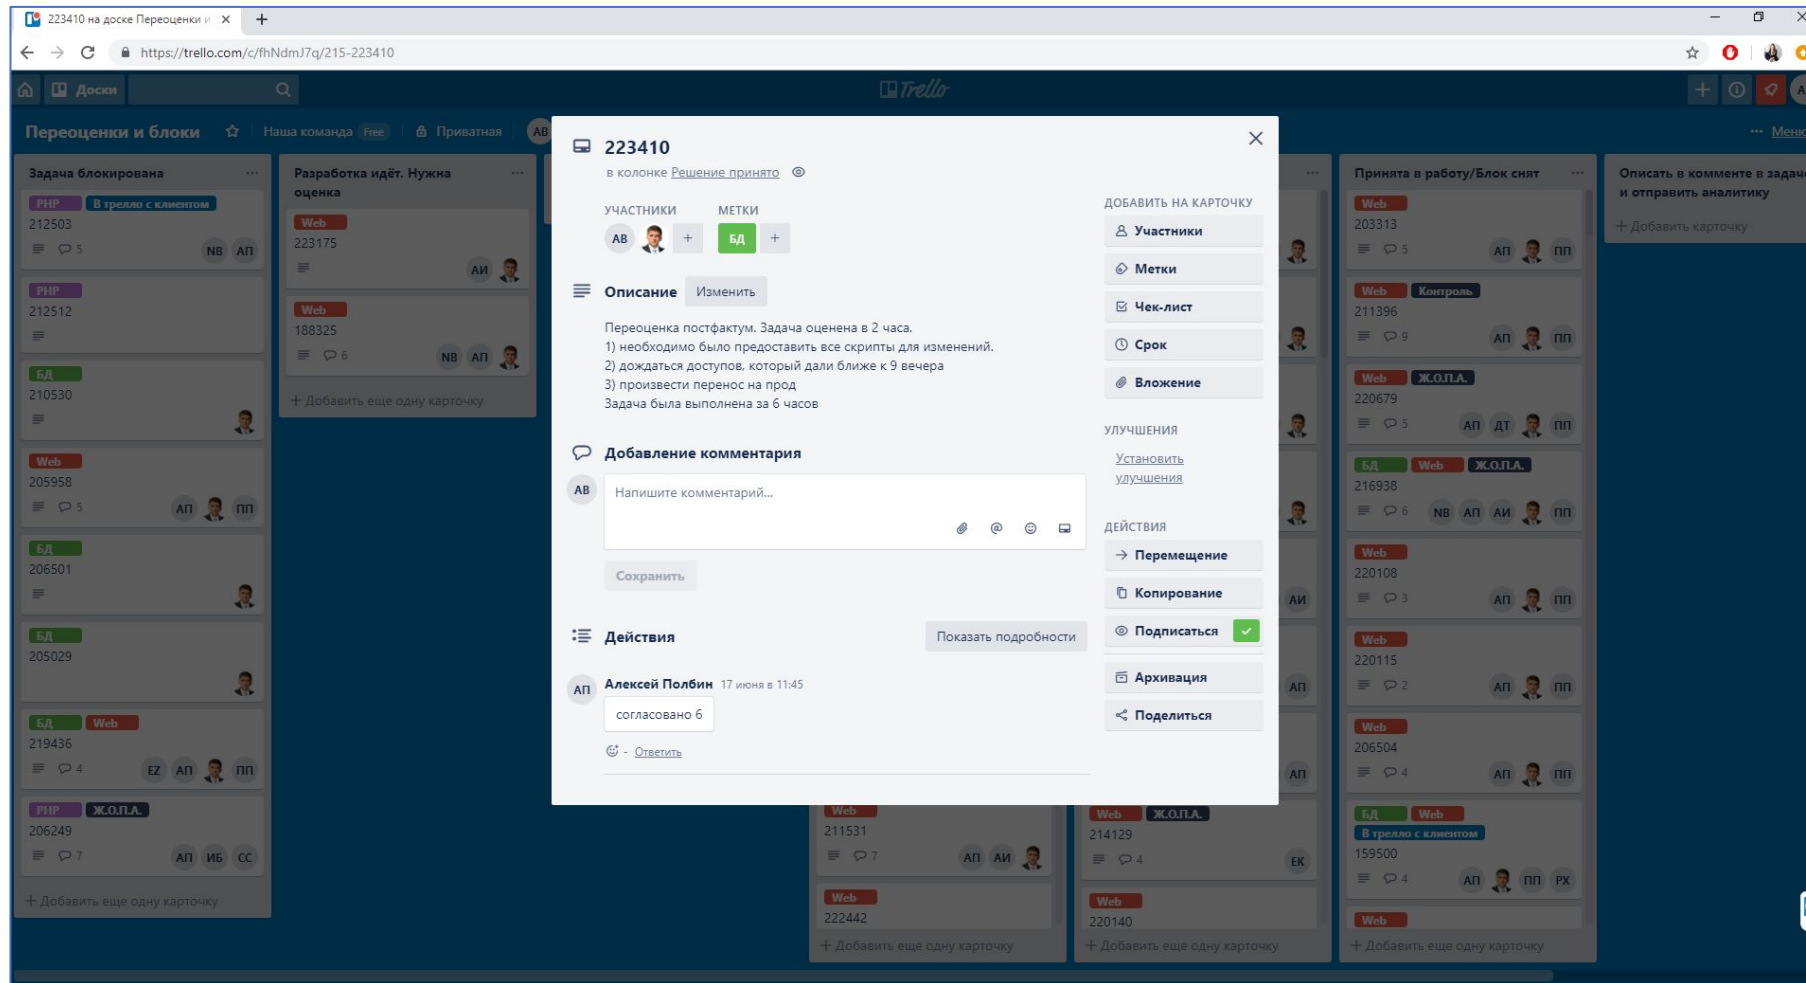 223410 на доске Переоценки и
https://trello.com/c/fhNdmJ7q/215-223410
Доски
Trello
Переоценки и блоки
Наша команда Free
Приватная
АВ
Меню
Задача блокирована
PHP В трелло с клиентом
212503
5
NB АП
PHP
212512
БД
210530
Web
205958
5
АП ПП
БД
206501
БД
205029
БД Web
219436
4
EZ АП ПП
PHP Ж.О.П.А.
206249
7
АП ИБ СС
+ Добавить еще одну карточку
Разработка идёт. Нужна
оценка
Web
223175
АИ
Web
188325
6
NB АП
+ Добавить еще одну карточку
223410
в колонке Решение принято
УЧАСТНИКИ МЕТКИ
АВ + БД +
Описание Изменить
Переоценка постфактум. Задача оценена в 2 часа.
1) необходимо было предоставить все скрипты для изменений.
2) дождаться доступов, который дали ближе к 9 вечера
3) произвести перенос на прод
Задача была выполнена за 6 часов
Добавление комментария
АВ
Напишите комментарий...
Сохранить
Действия
Показать подробности
АП
Алексей Полбин 17 июня в 11:45
согласовано 6
- Ответить
ДОБАВИТЬ НА КАРТОЧКУ
Участники
Метки
Чек-лист
Срок
Вложение
УЛУЧШЕНИЯ
Установить
улучшения
ДЕЙСТВИЯ
Перемещение
Копирование
Подписаться
Архивация
Поделиться
Web
211531
7
АП АИ
Web
222442
+ Добавить еще одну карточку
АИ
АП
АП
Web Ж.О.П.А.
214129
4
ЕК
Web
220140
+ Добавить еще одну карточку
Принята в работу/Блок снят
Web
203313
5
АП ПП
Web Контроль
211396
9
АП ПП
Web Ж.О.П.А.
220679
5
АП ДТ ПП
БД Web Ж.О.П.А.
216938
6
NB АП АИ ПП
Web
220108
3
АП ПП
Web
220115
2
АП ПП
Web
206504
4
АП ПП
БД Web
В трелло с клиентом
159500
4
АП ПП РХ
Web
+ Добавить еще одну карточку
Описать в комменте в задаче
и отправить аналитику
+ Добавить карточку